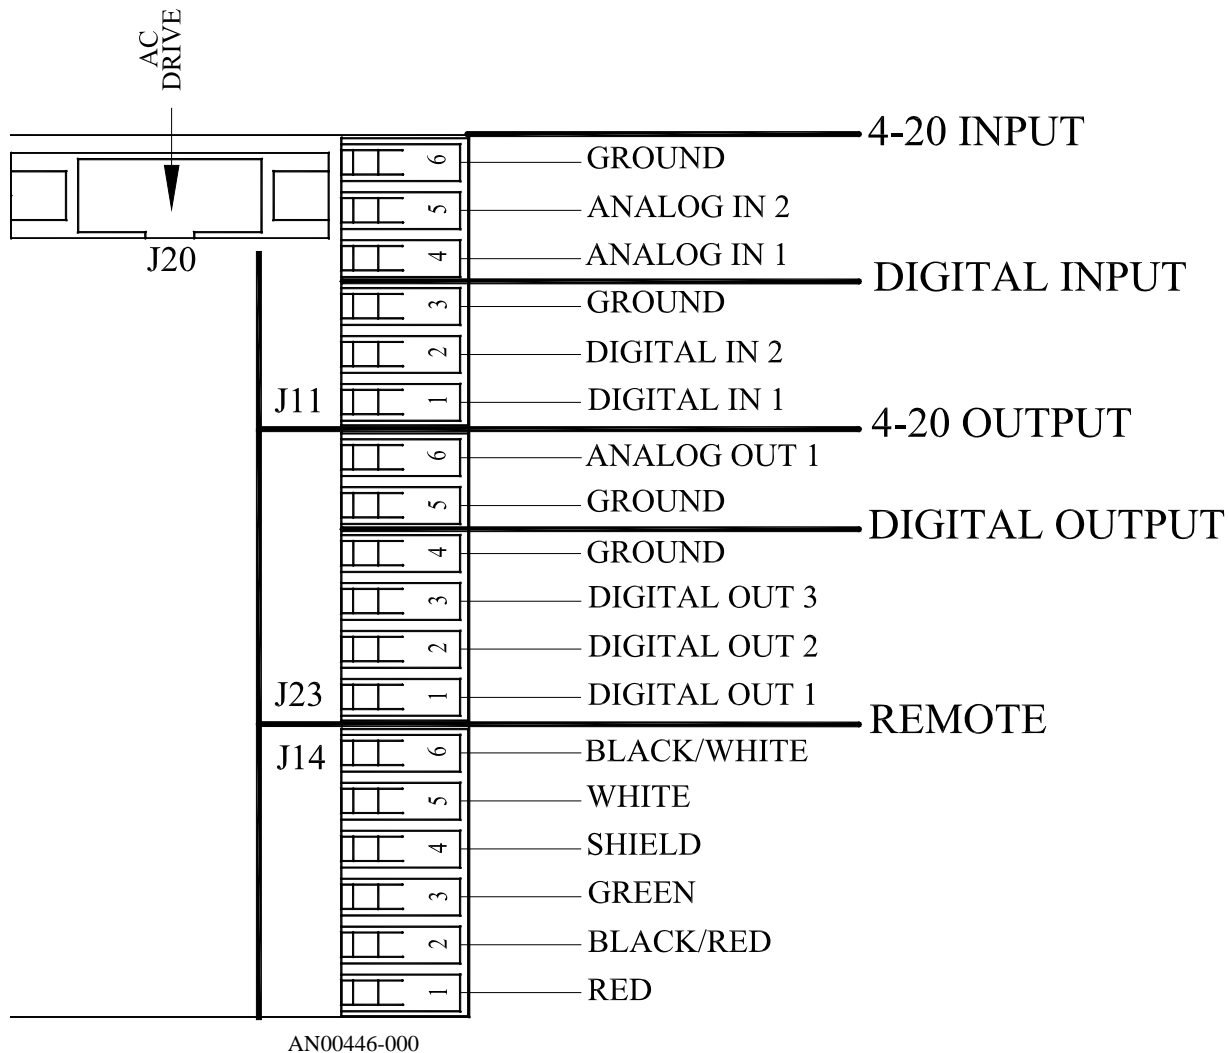 AC
DRIVE
4-20 INPUT
6 GROUND
5 ANALOG IN 2
J20
4 ANALOG IN 1
DIGITAL INPUT
3 GROUND
2 DIGITAL IN 2
J11
1 DIGITAL IN 1
4-20 OUTPUT
6 ANALOG OUT 1
5 GROUND
DIGITAL OUTPUT
4 GROUND
3 DIGITAL OUT 3
2 DIGITAL OUT 2
J23
1 DIGITAL OUT 1
REMOTE
J14
6 BLACK/WHITE
5 WHITE
4 SHIELD
3 GREEN
2 BLACK/RED
1 RED
AN00446-000